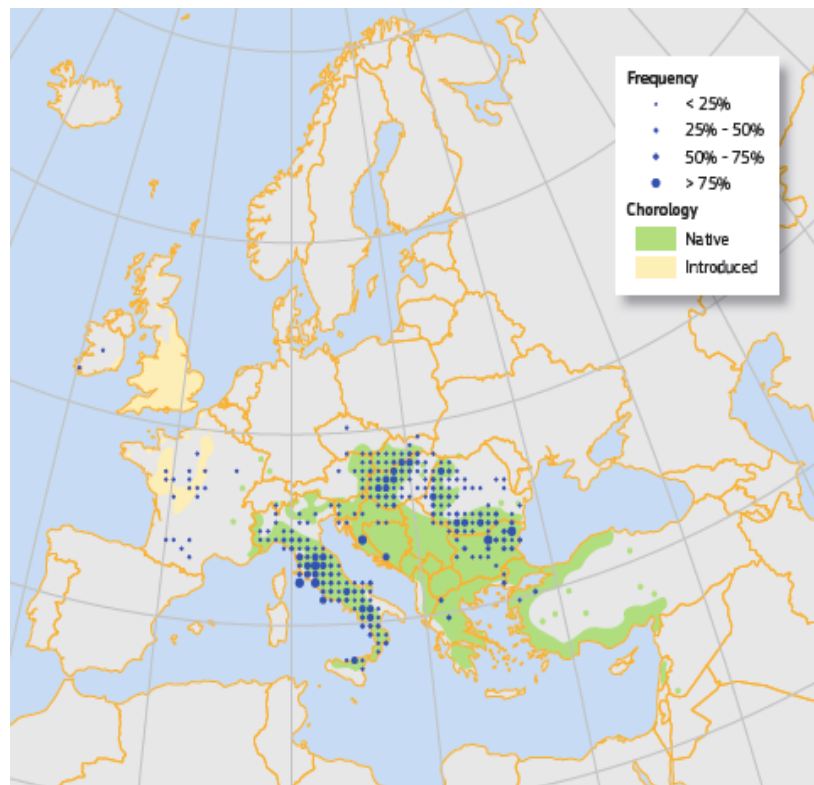 Frequency
< 25%
25% - 50%
50% - 75%
> 75%
Chorology
Native
Introduced